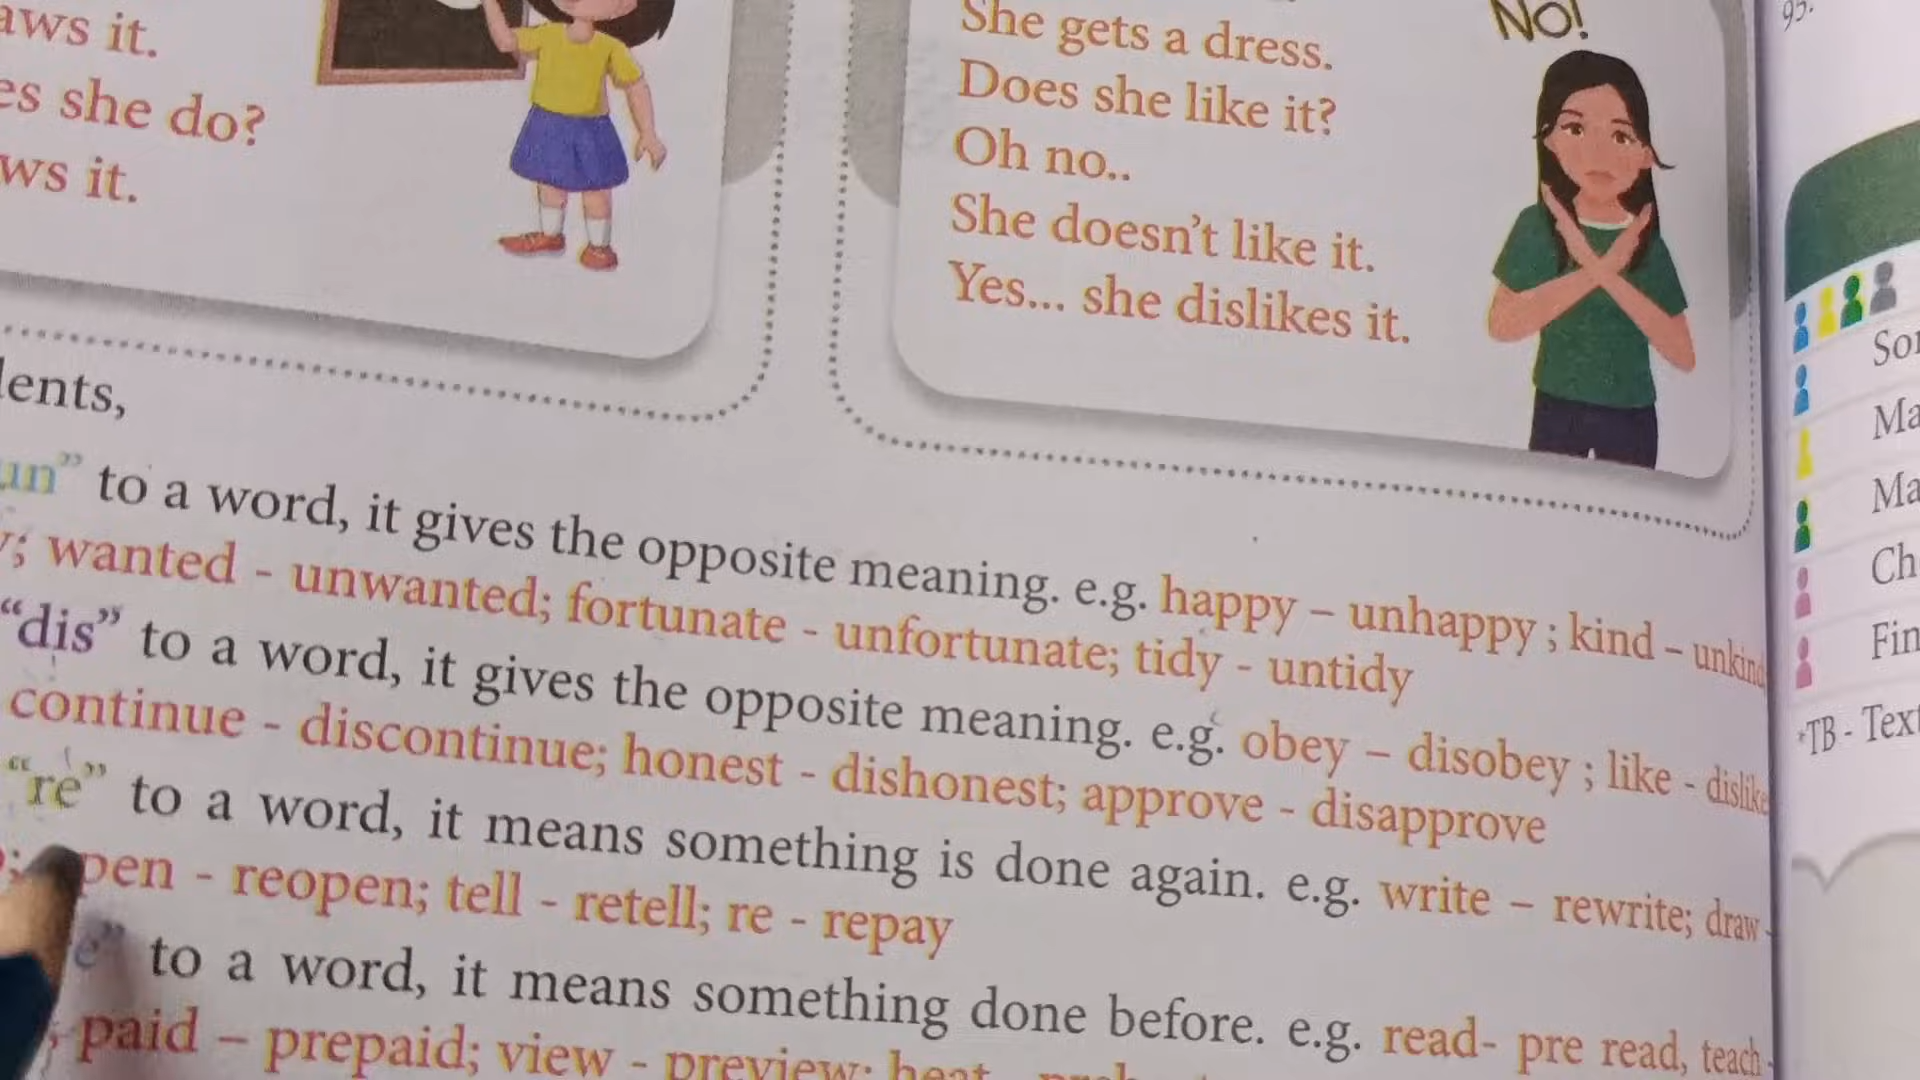 aws it.
es she do?
ws it.
She gets a dress.
Does she like it?
Oh no..
She doesn't like it.
Yes... she dislikes it.
NO!
95.
lents,
un” to a word, it gives the opposite meaning. e.g. happy – unhappy ; kind – unkind
; wanted - unwanted; fortunate - unfortunate; tidy - untidy
“dis” to a word, it gives the opposite meaning. e.g. obey – disobey ; like - dislike
continue - discontinue; honest - dishonest; approve - disapprove
“re” to a word, it means something is done again. e.g. write – rewrite; draw -
; pen - reopen; tell - retell; re - repay
e” to a word, it means something done before. e.g. read- pre read, teach -
, paid – prepaid; view - preview; heat -
Sor
Ma
Ma
Ch
Fin
*TB - Text